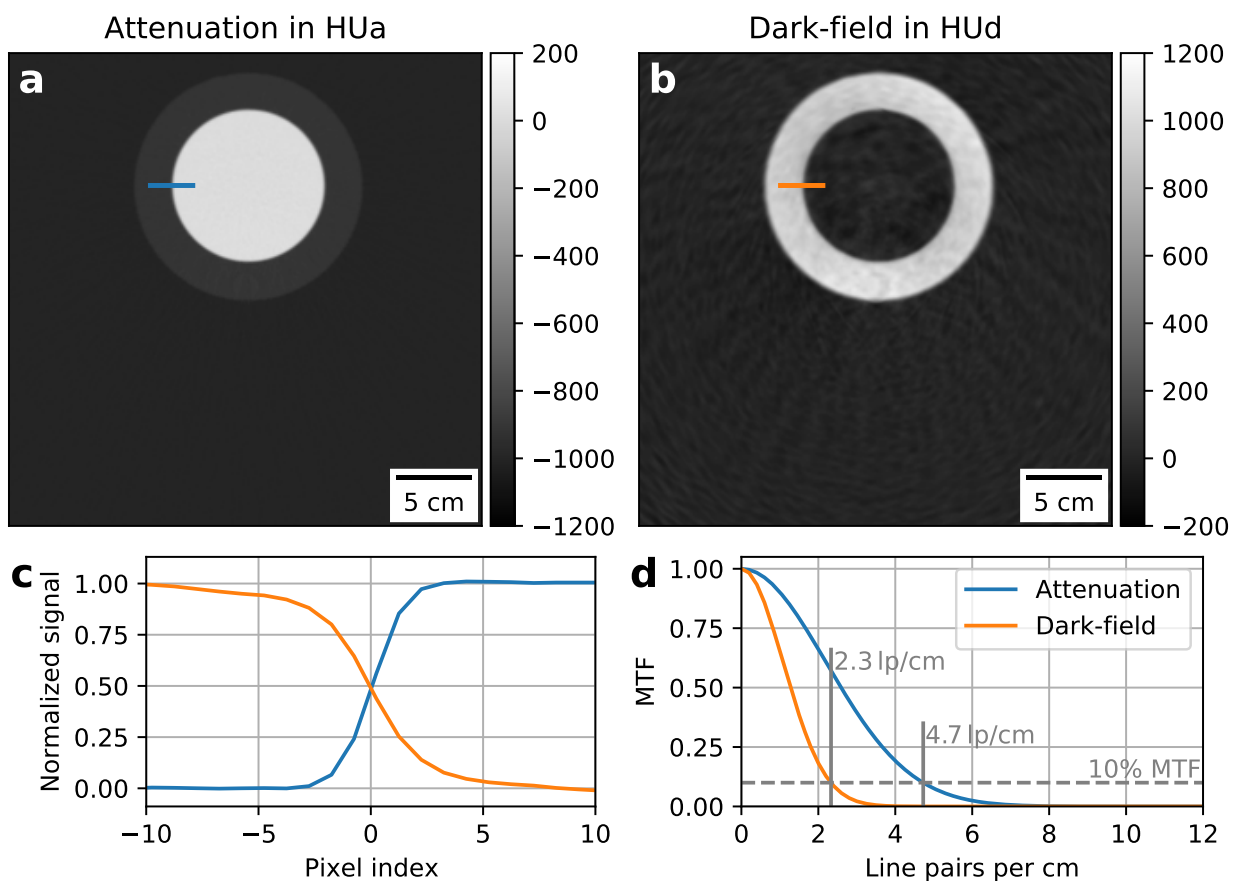 Attenuation in HUa
a
200
0
−200
−400
−600
−800
−1000
−1200
5 cm
Dark-field in HUd
b
1200
1000
800
600
400
200
0
−200
5 cm
c
Normalized signal
1.00
0.75
0.50
0.25
0.00
−10
−5
0
5
10
Pixel index
d
MTF
1.00
0.75
0.50
0.25
0.00
Attenuation
Dark-field
2.3 lp/cm
4.7 lp/cm
10% MTF
0
2
4
6
8
10
12
Line pairs per cm